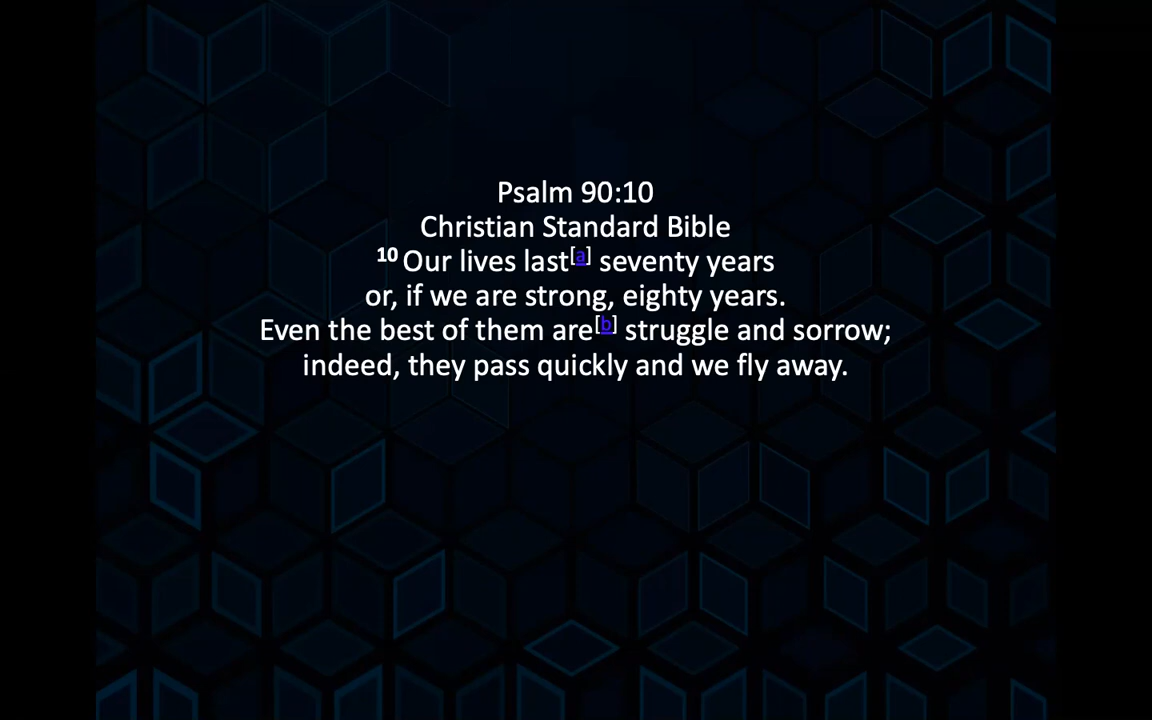 Psalm 90:10
Christian Standard Bible
10 Our lives last[a] seventy years
or, if we are strong, eighty years.
Even the best of them are[b] struggle and sorrow;
indeed, they pass quickly and we fly away.